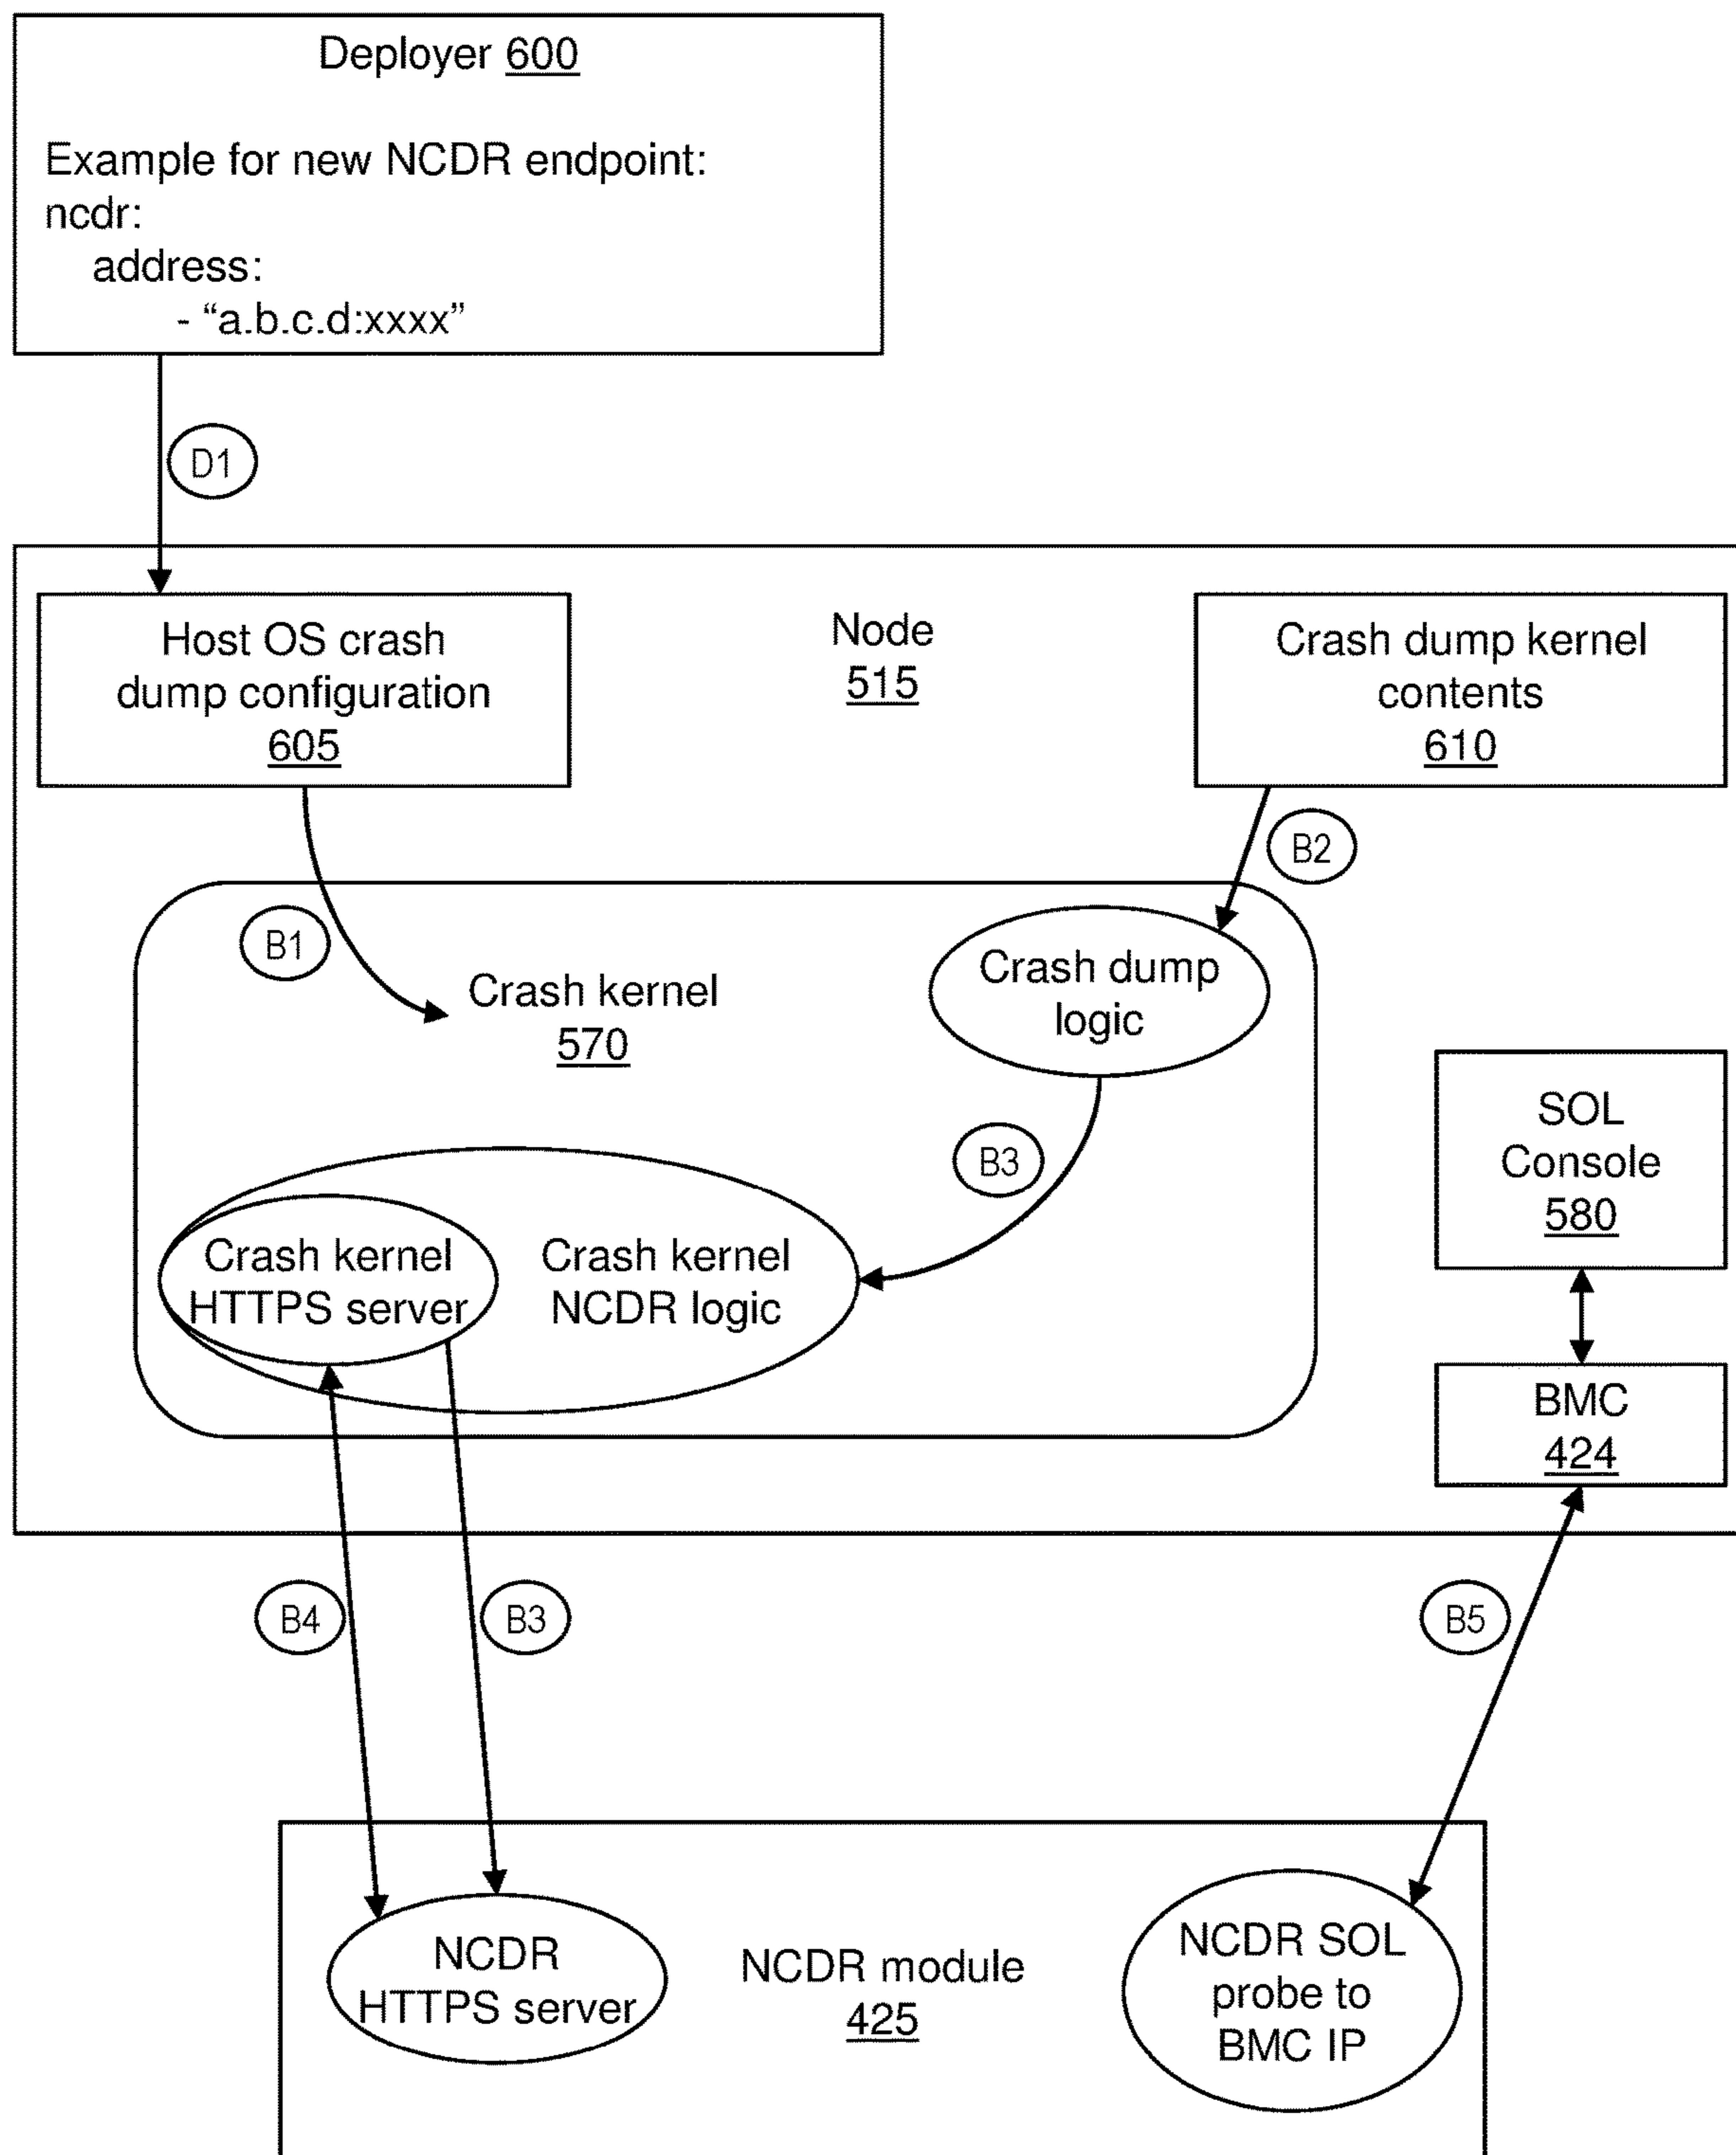 Deployer 600
Example for new NCDR endpoint:
ncdr:
address:
- “a.b.c.d:xxxx”
D1
Host OS crash
dump configuration
605
Node
515
Crash dump kernel
contents
610
B2
B1
Crash kernel
570
Crash dump
logic
B3
SOL
Console
580
Crash kernel
HTTPS server
Crash kernel
NCDR logic
BMC
424
B4
B3
B5
NCDR
HTTPS server
NCDR module
425
NCDR SOL
probe to
BMC IP